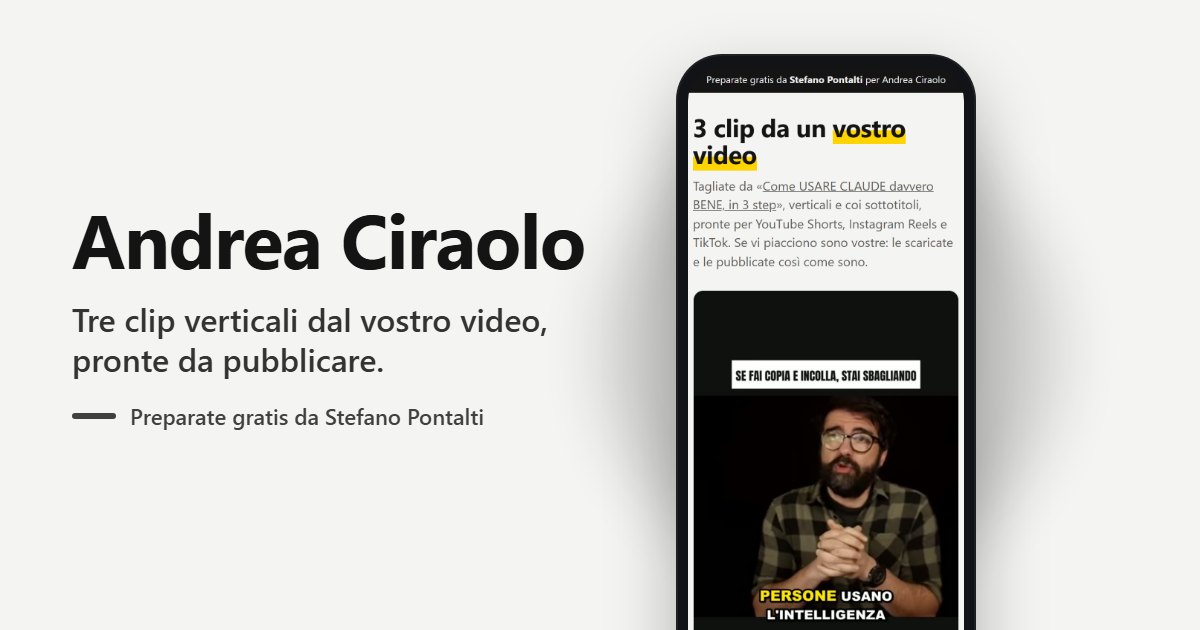 Andrea Ciraolo
Tre clip verticali dal vostro video,
pronte da pubblicare.
Preparate gratis da Stefano Pontalti
Preparate gratis da Stefano Pontalti per Andrea Ciraolo
3 clip da un vostro
video
Tagliate da «Come USARE CLAUDE davvero
BENE, in 3 step», verticali e coi sottotitoli,
pronte per YouTube Shorts, Instagram Reels e
TikTok. Se vi piacciono sono vostre: le scaricate
e le pubblicate così come sono.
SE FAI COPIA E INCOLLA, STAI SBAGLIANDO
PERSONE USANO
L'INTELLIGENZA